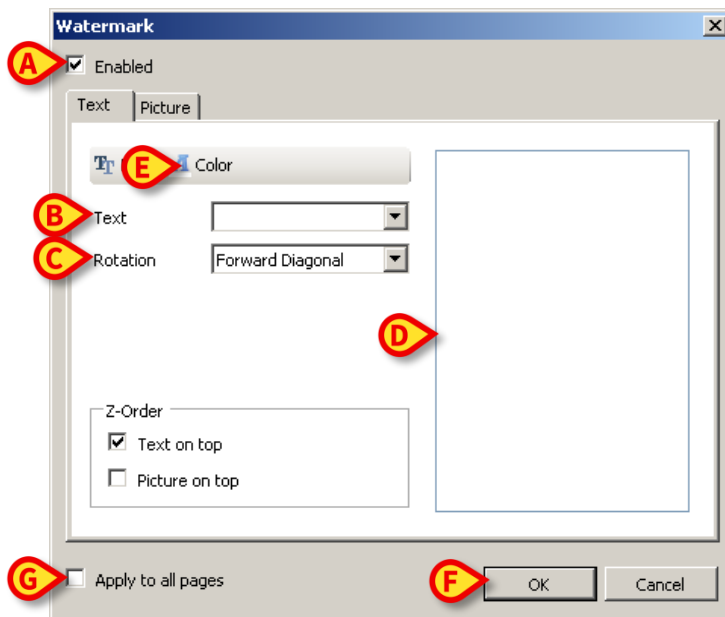 Watermark
A
Enabled
Text Picture
E Color
B Text
C Rotation Forward Diagonal
D
Z-Order
Text on top
Picture on top
G Apply to all pages F OK Cancel